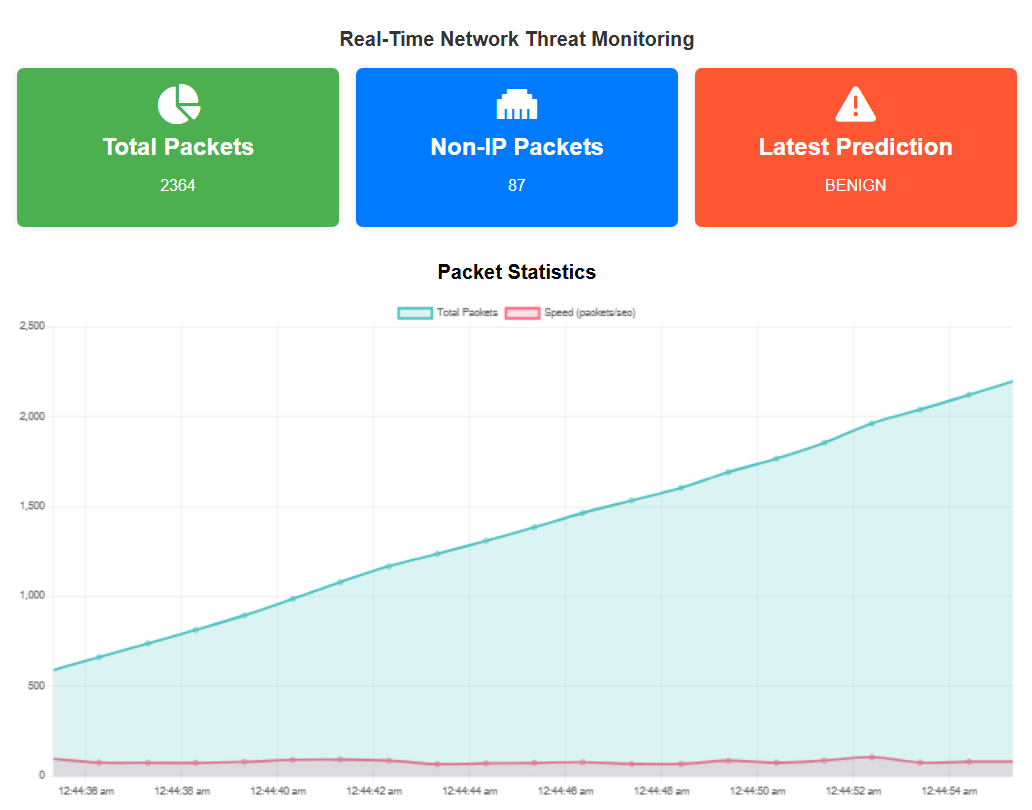 Real-Time Network Threat Monitoring
Total Packets
2364
Non-IP Packets
87
Latest Prediction
BENIGN
Packet Statistics
Total Packets Speed (packets/sec)
2,500
2,000
1,500
1,000
500
0
12:44:36 am 12:44:38 am 12:44:40 am 12:44:42 am 12:44:44 am 12:44:46 am 12:44:48 am 12:44:50 am 12:44:52 am 12:44:54 am